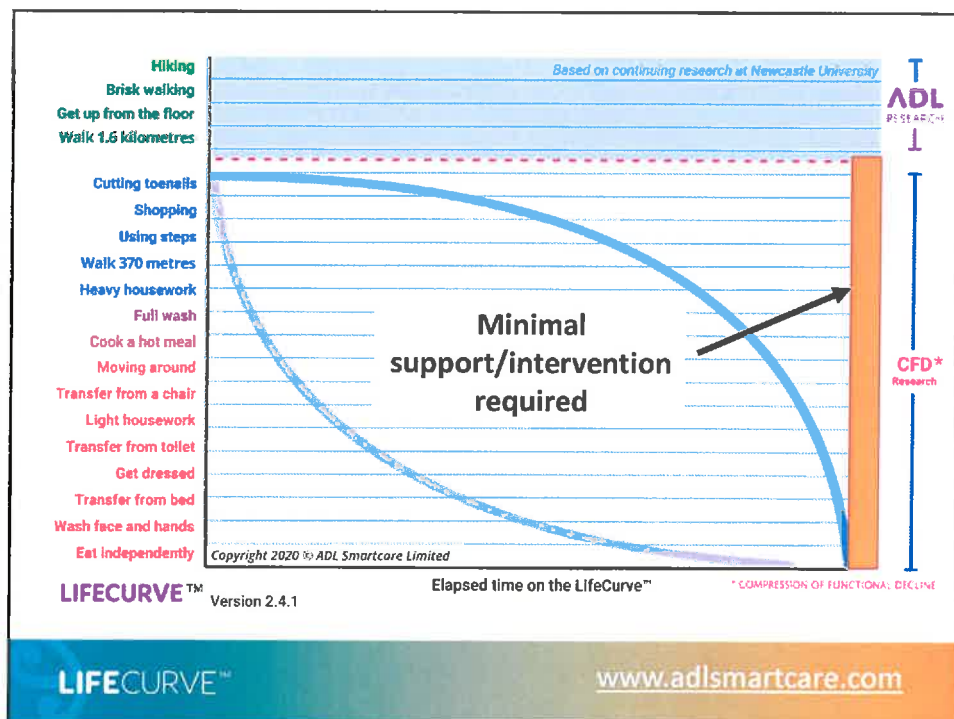 Hiking
Brisk walking
Get up from the floor
Walk 1.6 kilometres
Cutting toenails
Shopping
Using steps
Walk 370 metres
Heavy housework
Full wash
Cook a hot meal
Moving around
Transfer from a chair
Light housework
Transfer from toilet
Get dressed
Transfer from bed
Wash face and hands
Eat Independently
Based on continuing research at Newcastle University
ADL
RESEARCH
Minimal
support/intervention
required
CFD*
Research
Copyright 2020 © ADL Smartcare Limited
LIFECURVE™ Version 2.4.1
Elapsed time on the LifeCurve™
* COMPRESSION OF FUNCTIONAL DECLINE
LIFECURVE™
www.adlsmartcare.com